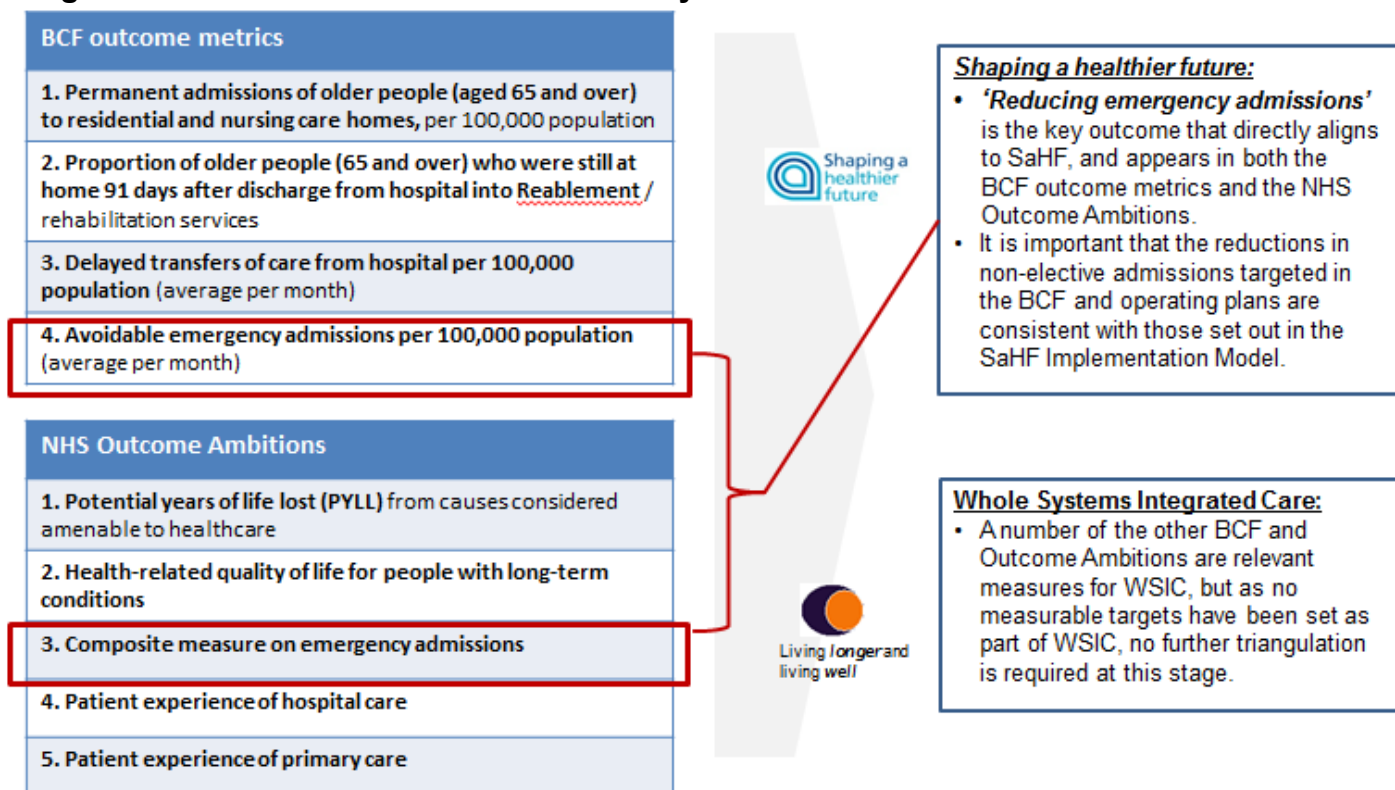 BCF outcome metrics
1. Permanent admissions of older people (aged 65 and over)
to residential and nursing care homes, per 100,000 population
2. Proportion of older people (65 and over) who were still at
home 91 days after discharge from hospital into Reablement /
rehabilitation services
3. Delayed transfers of care from hospital per 100,000
population (average per month)
4. Avoidable emergency admissions per 100,000 population
(average per month)
NHS Outcome Ambitions
1. Potential years of life lost (PYLL) from causes considered
amenable to healthcare
2. Health-related quality of life for people with long-term
conditions
3. Composite measure on emergency admissions
4. Patient experience of hospital care
5. Patient experience of primary care
Shaping a
healthier
future
Living longer and
living well
Shaping a healthier future:
• ‘Reducing emergency admissions’
is the key outcome that directly aligns
to SaHF, and appears in both the
BCF outcome metrics and the NHS
Outcome Ambitions.
• It is important that the reductions in
non-elective admissions targeted in
the BCF and operating plans are
consistent with those set out in the
SaHF Implementation Model.
Whole Systems Integrated Care:
• A number of the other BCF and
Outcome Ambitions are relevant
measures for WSIC, but as no
measurable targets have been set as
part of WSIC, no further triangulation
is required at this stage.